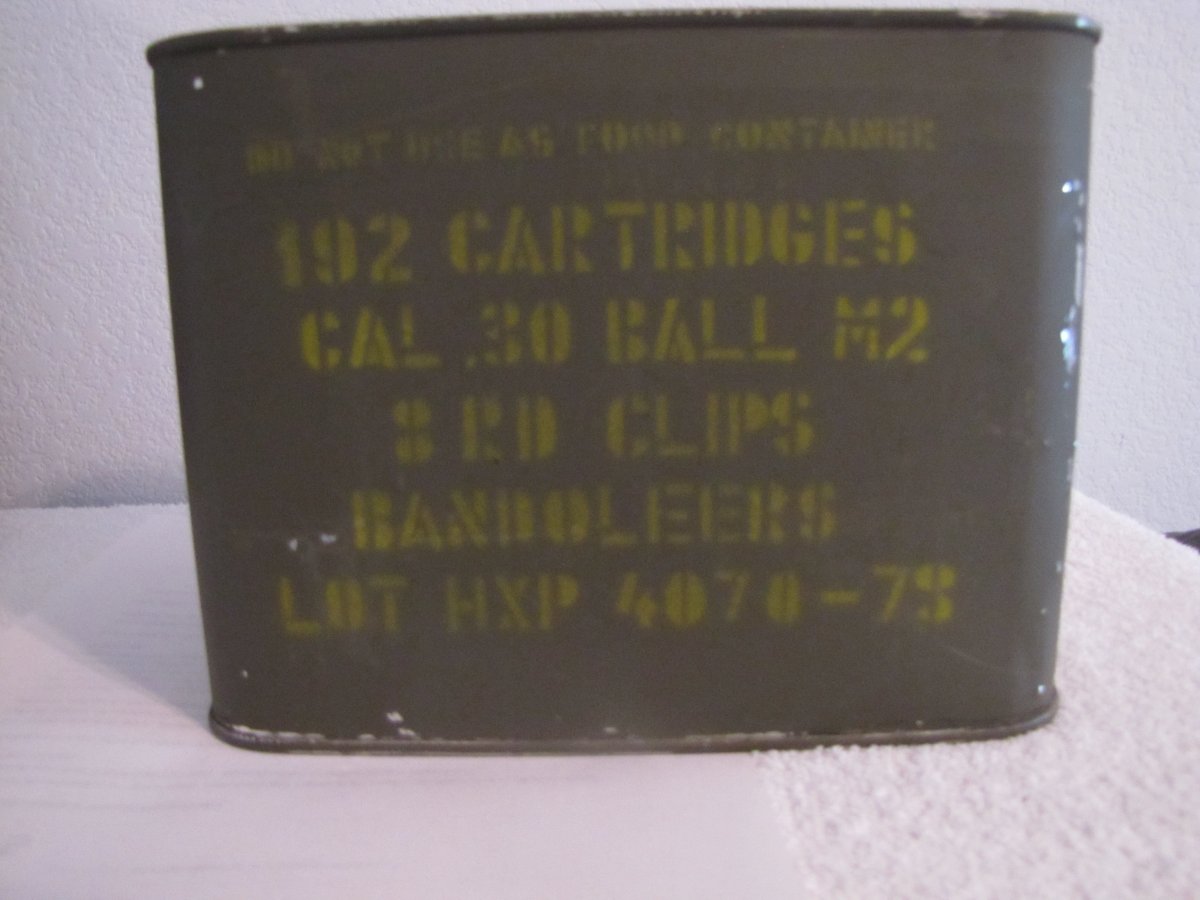 DO NOT USE AS FOOD CONTAINER
192 CARTRIDGES
CAL .30 BALL M2
8 RD CLIPS
BANDOLEERS
LOT HXP 4070-79